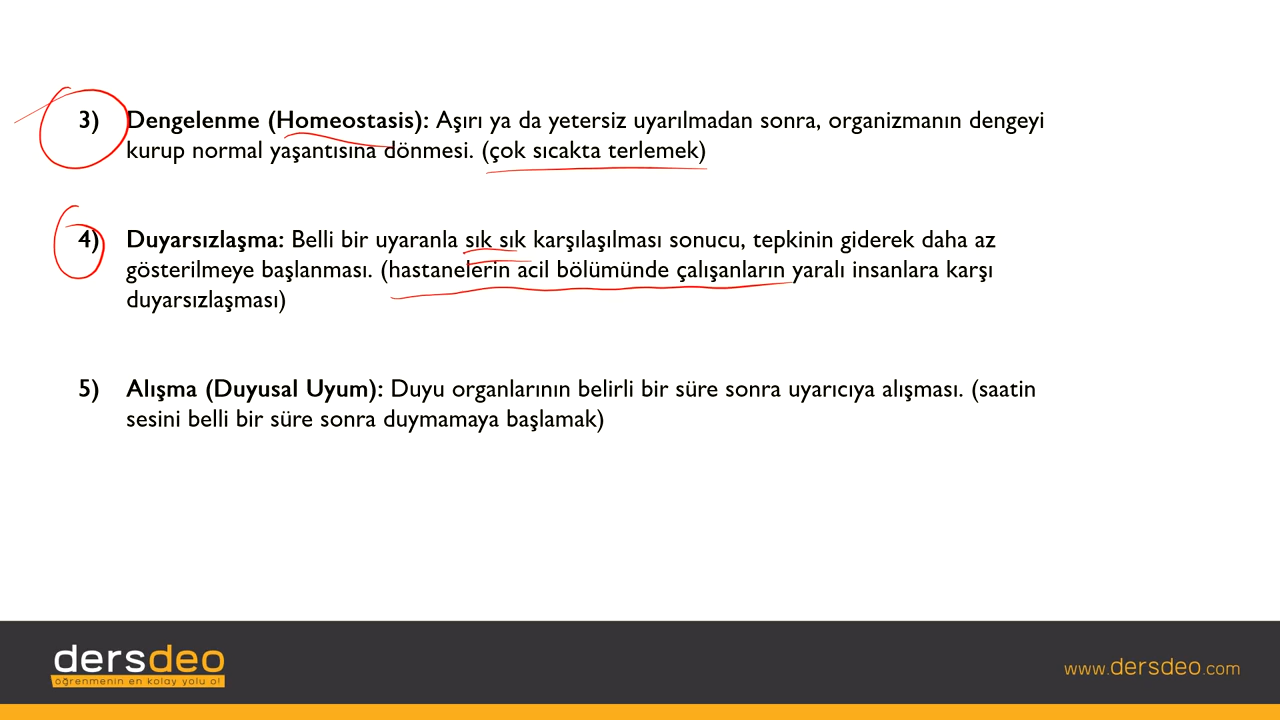 3) Dengelenme (Homeostasis): Aşırı ya da yetersiz uyarılmadan sonra, organizmanın dengeyi
kurup normal yaşantısına dönmesi. (çok sıcakta terlemek)
4) Duyarsızlaşma: Belli bir uyaranla sık sık karşılaşılması sonucu, tepkinin giderek daha az
gösterilmeye başlanması. (hastanelerin acil bölümünde çalışanların yaralı insanlara karşı
duyarsızlaşması)
5) Alışma (Duyusal Uyum): Duyu organlarının belirli bir süre sonra uyarıcıya alışması. (saatin
sesini belli bir süre sonra duymamaya başlamak)
dersdeo
öğrenmenin en kolay yolu o!
www.dersdeo.com